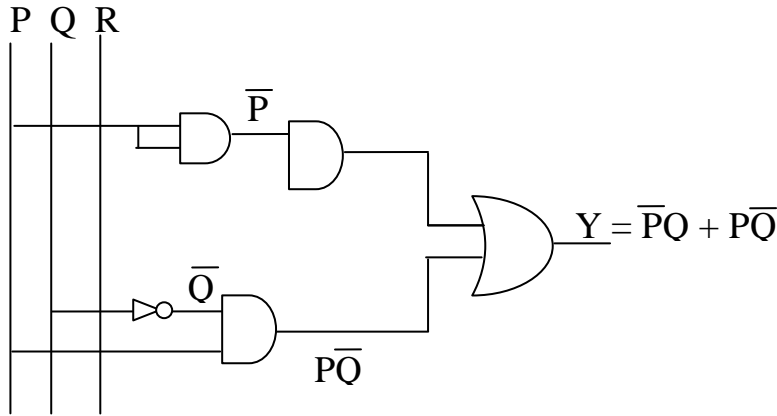 P Q R
P̅
Y = P̅Q + PQ̅
Q̅
PQ̅